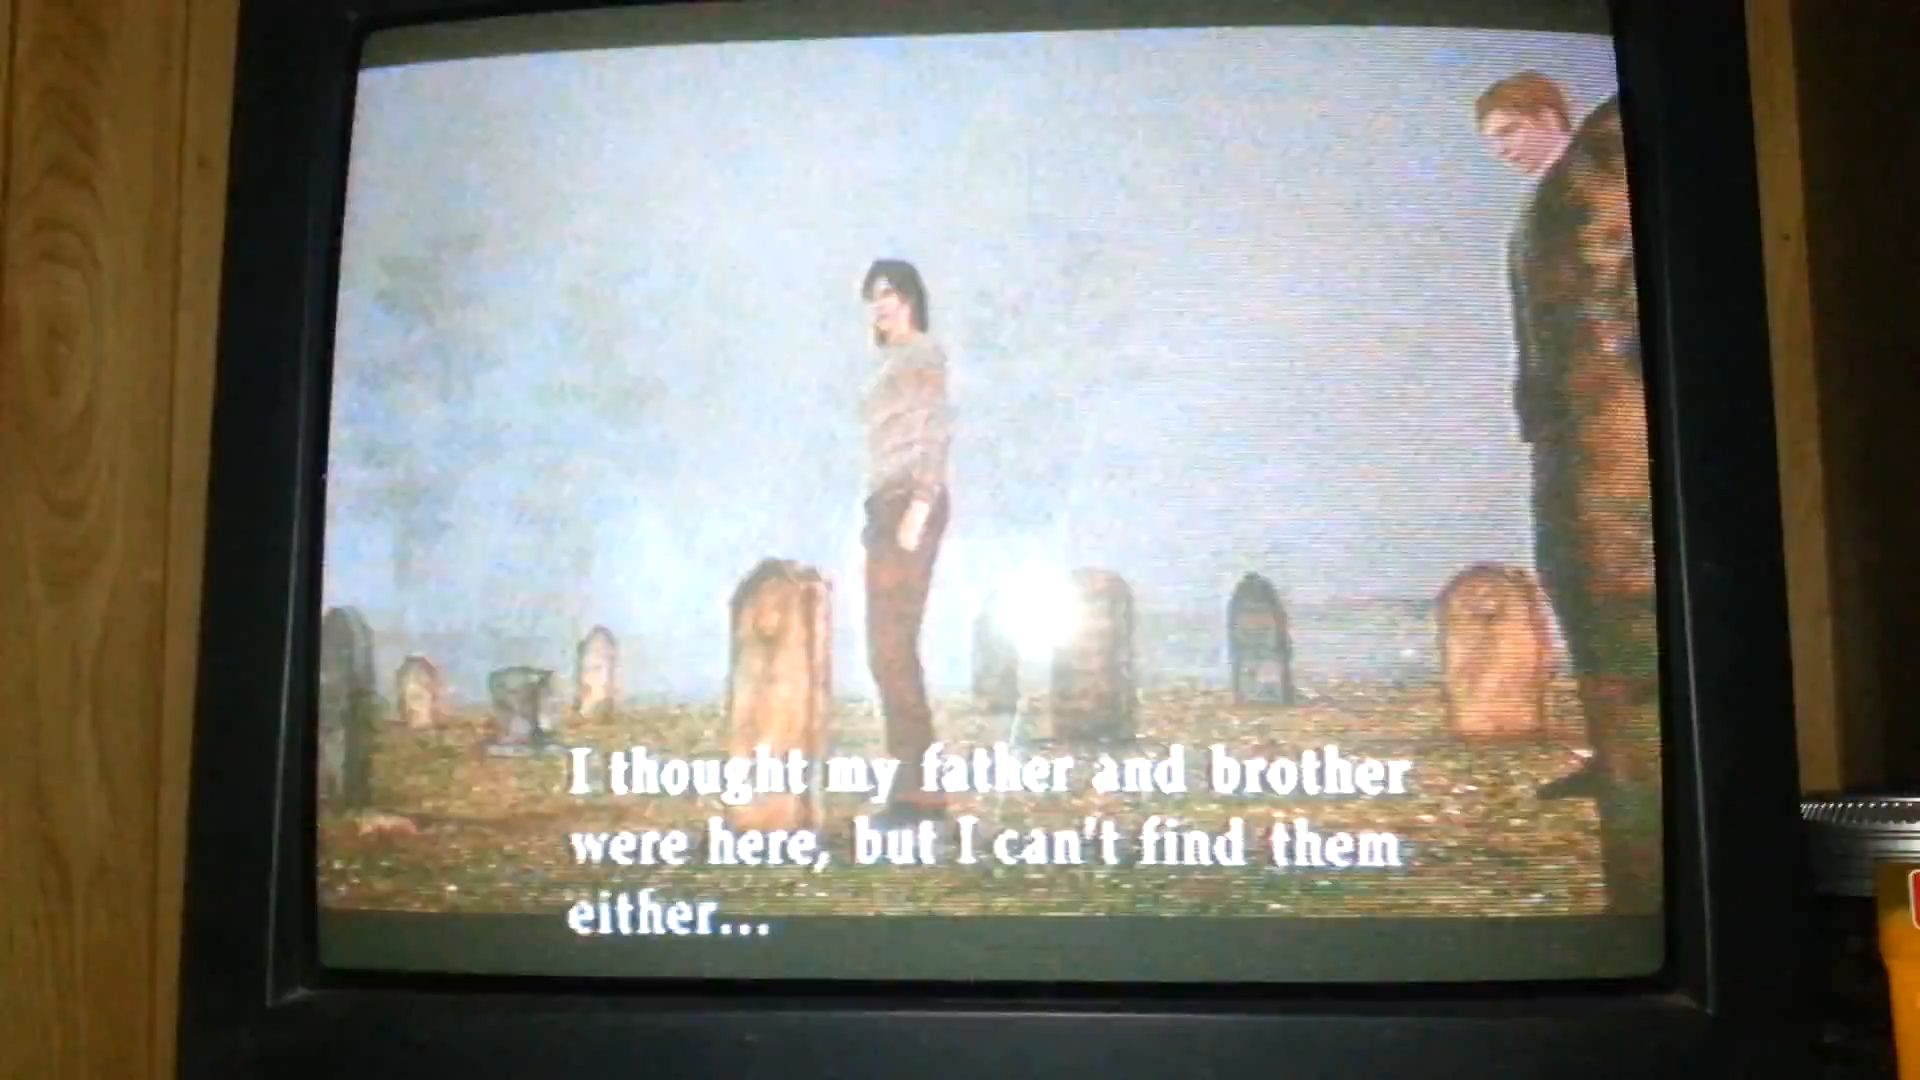 I thought my father and brother
were here, but I can't find them
either...